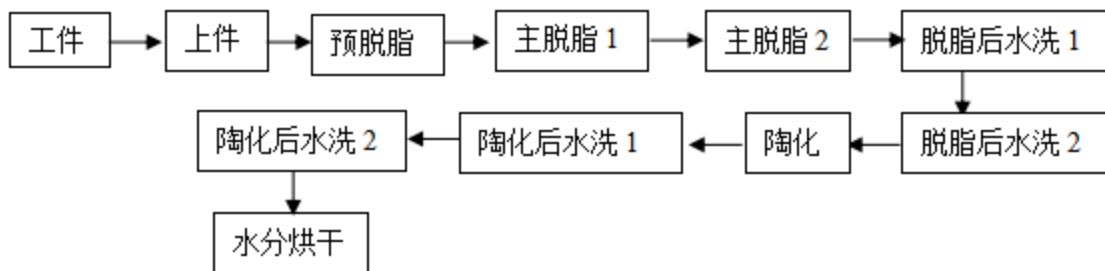 工件
上件
预脱脂
主脱脂 1
主脱脂 2
脱脂后水洗 1
脱脂后水洗 2
陶化
陶化后水洗 1
陶化后水洗 2
水分烘干